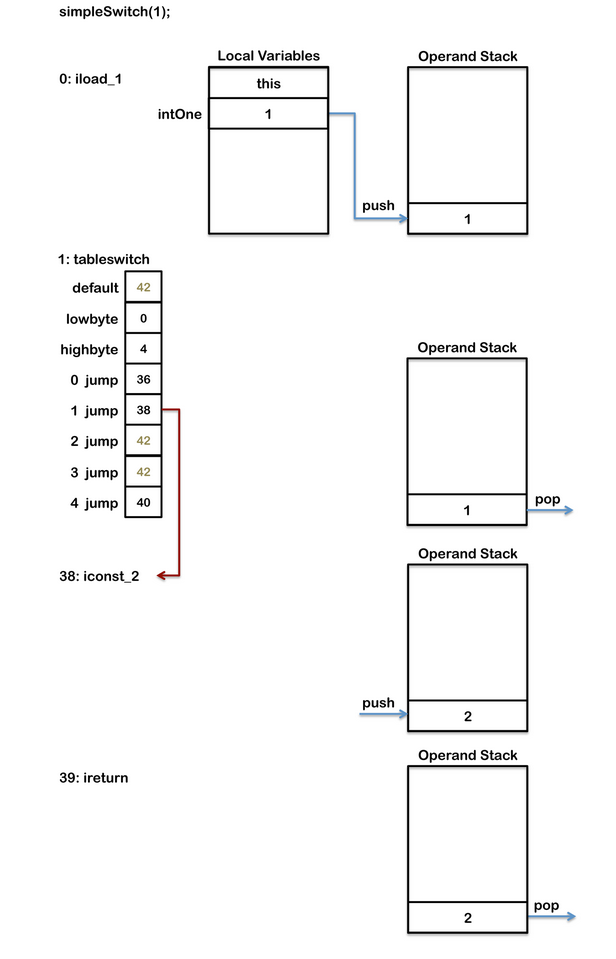 simpleSwitch(1);
Local Variables
Operand Stack
0: iload_1
this
intOne
1
push
1
1: tableswitch
default 42
lowbyte 0
highbyte 4
0 jump 36
1 jump 38
2 jump 42
3 jump 42
4 jump 40
Operand Stack
1
pop
38: iconst_2
Operand Stack
push
2
39: ireturn
Operand Stack
2
pop